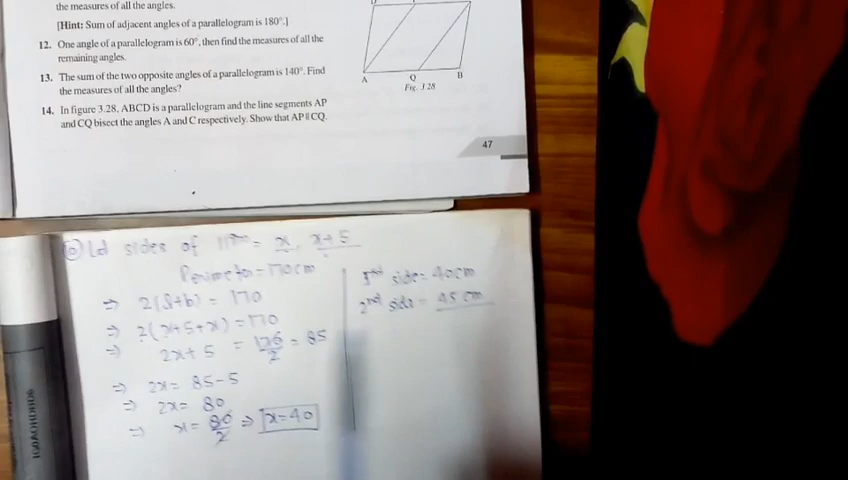 the measures of all the angles.
[Hint: Sum of adjacent angles of a parallelogram is 180°.]
12. One angle of a parallelogram is 60°, then find the measures of all the
remaining angles.
13. The sum of the two opposite angles of a parallelogram is 140°. Find
the measures of all the angles?
14. In figure 3.28, ABCD is a parallelogram and the line segments AP
and CQ bisect the angles A and C respectively. Show that AP∥CQ.
A Q B
Fig. 3.28
47
sides of = x, x+5
Perimeter = 170cm
⇒ 2(l+b) = 170
⇒ 2(x+5+x) = 170
⇒ 2x+5 = 170/2 = 85
⇒ 2x = 85-5
⇒ 2x = 80
⇒ x = 80/2 ⇒ x=40
side = 40cm
2nd side = 45 cm